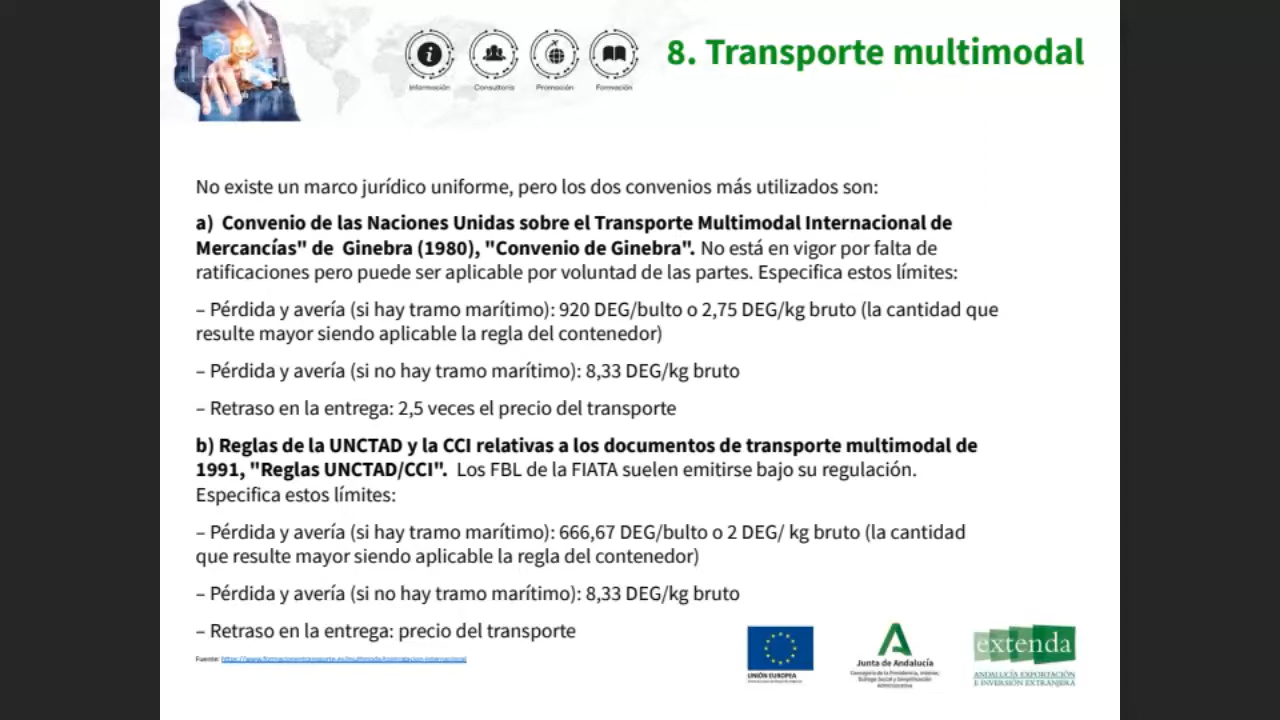 8. Transporte multimodal
Información
Consultoría
Promoción
Formación
No existe un marco jurídico uniforme, pero los dos convenios más utilizados son:
a) Convenio de las Naciones Unidas sobre el Transporte Multimodal Internacional de
Mercancías" de Ginebra (1980), "Convenio de Ginebra". No está en vigor por falta de
ratificaciones pero puede ser aplicable por voluntad de las partes. Especifica estos límites:
– Pérdida y avería (si hay tramo marítimo): 920 DEG/bulto o 2,75 DEG/kg bruto (la cantidad que
resulte mayor siendo aplicable la regla del contenedor)
– Pérdida y avería (si no hay tramo marítimo): 8,33 DEG/kg bruto
– Retraso en la entrega: 2,5 veces el precio del transporte
b) Reglas de la UNCTAD y la CCI relativas a los documentos de transporte multimodal de
1991, "Reglas UNCTAD/CCI". Los FBL de la FIATA suelen emitirse bajo su regulación.
Especifica estos límites:
– Pérdida y avería (si hay tramo marítimo): 666,67 DEG/bulto o 2 DEG/ kg bruto (la cantidad
que resulte mayor siendo aplicable la regla del contenedor)
– Pérdida y avería (si no hay tramo marítimo): 8,33 DEG/kg bruto
– Retraso en la entrega: precio del transporte
Fuente:
UNIÓN EUROPEA
Junta de Andalucía
Consejería de la Presidencia, Interior,
Diálogo Social y Simplificación
Administrativa
extenda
ANDALUCÍA EXPORTACIÓN
E INVERSIÓN EXTRANJERA